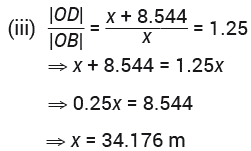 (iii) |OD|/|OB| = x + 8.544/x = 1.25
⇒ x + 8.544 = 1.25x
⇒ 0.25x = 8.544
⇒ x = 34.176 m